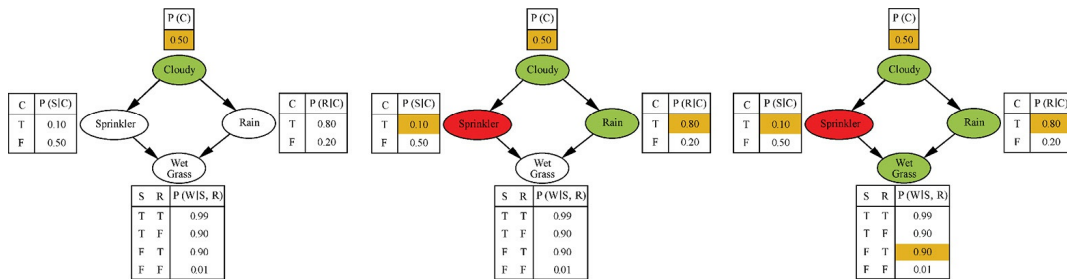 P (C)
0.50
Cloudy
C P (S|C)
T 0.10
F 0.50
Sprinkler
Rain
C P (R|C)
T 0.80
F 0.20
Wet
Grass
S R P (W|S, R)
T T 0.99
T F 0.90
F T 0.90
F F 0.01
P (C)
0.50
Cloudy
C P (S|C)
T 0.10
F 0.50
Sprinkler
Rain
C P (R|C)
T 0.80
F 0.20
Wet
Grass
S R P (W|S, R)
T T 0.99
T F 0.90
F T 0.90
F F 0.01
P (C)
0.50
Cloudy
C P (S|C)
T 0.10
F 0.50
Sprinkler
Rain
C P (R|C)
T 0.80
F 0.20
Wet
Grass
S R P (W|S, R)
T T 0.99
T F 0.90
F T 0.90
F F 0.01